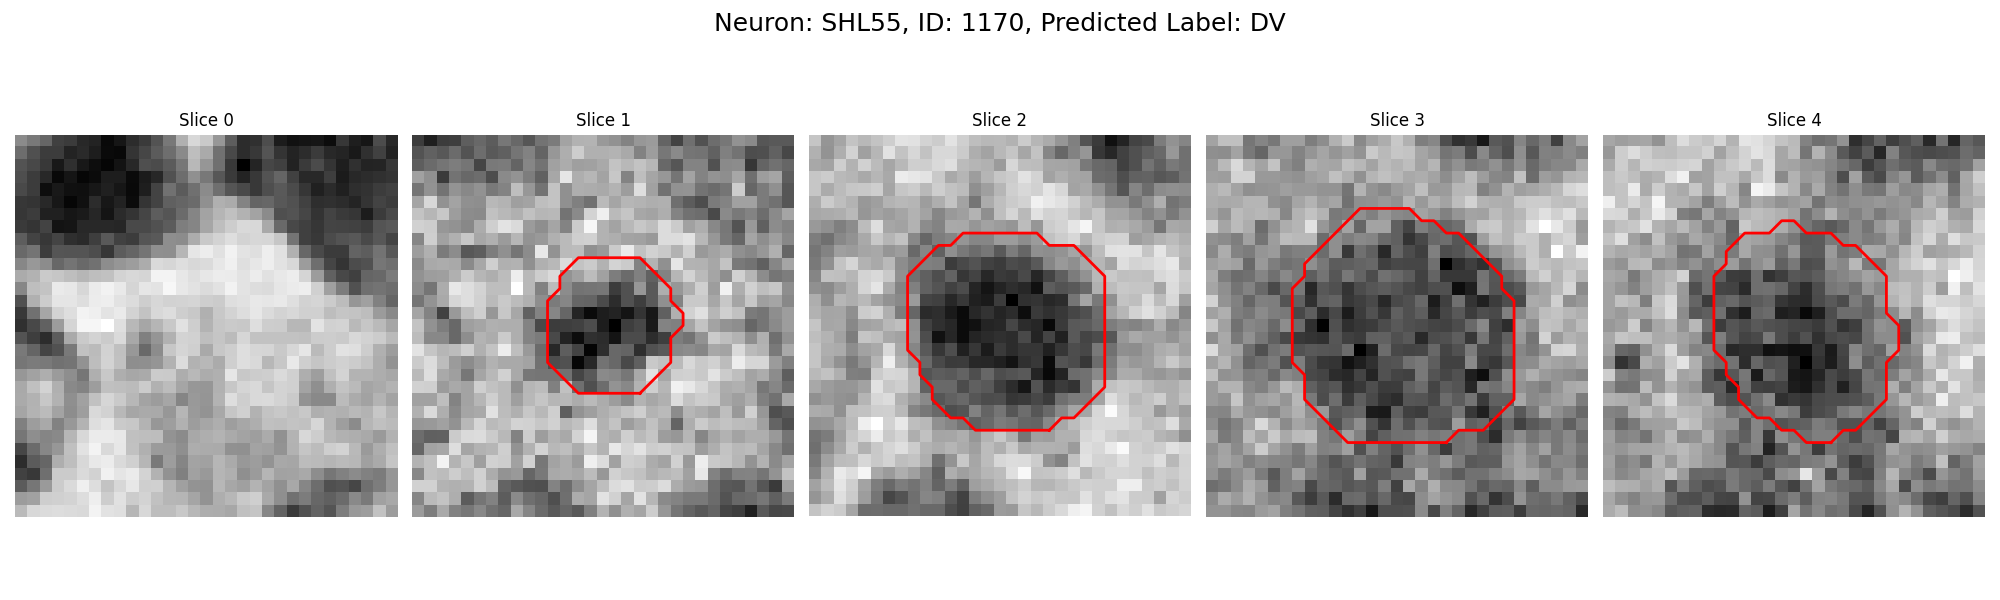 Neuron: SHL55, ID: 1170, Predicted Label: DV
Slice 0
Slice 1
Slice 2
Slice 3
Slice 4